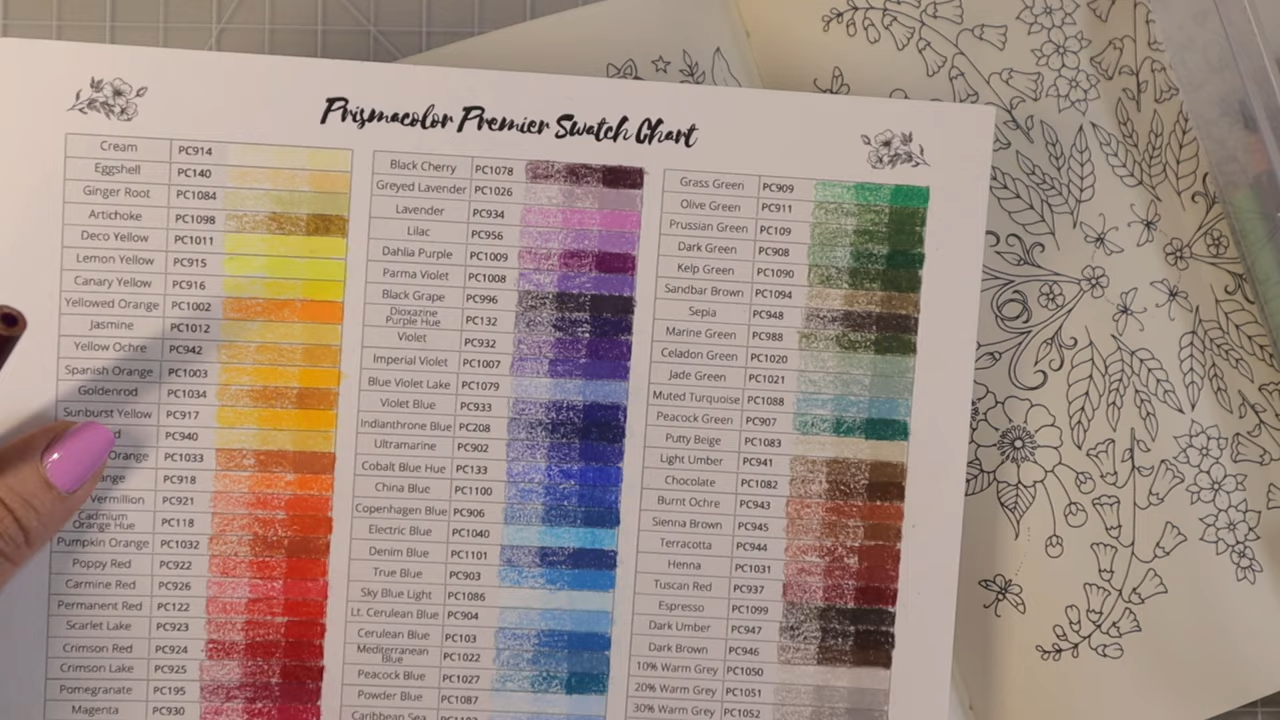 Prismacolor Premier Swatch Chart
Cream PC914
Eggshell PC140
Ginger Root PC1084
Artichoke PC1098
Deco Yellow PC1011
Lemon Yellow PC915
Canary Yellow PC916
Yellowed Orange PC1002
Jasmine PC1012
Yellow Ochre PC942
Spanish Orange PC1003
Goldenrod PC1034
Sunburst Yellow PC917
PC940
Orange PC1033
PC918
Vermillion PC921
Cadmium
Orange Hue PC118
Pumpkin Orange PC1032
Poppy Red PC922
Carmine Red PC926
Permanent Red PC122
Scarlet Lake PC923
Crimson Red PC924
Crimson Lake PC925
Pomegranate PC195
Magenta PC930
Black Cherry PC1078
Greyed Lavender PC1026
Lavender PC934
Lilac PC956
Dahlia Purple PC1009
Parma Violet PC1008
Black Grape PC996
Dioxazine
Purple Hue PC132
Violet PC932
Imperial Violet PC1007
Blue Violet Lake PC1079
Violet Blue PC933
Indianthrone Blue PC208
Ultramarine PC902
Cobalt Blue Hue PC133
China Blue PC1100
Copenhagen Blue PC906
Electric Blue PC1040
Denim Blue PC1101
True Blue PC903
Sky Blue Light PC1086
Lt. Cerulean Blue PC904
Cerulean Blue PC103
Mediterranean
Blue PC1022
Peacock Blue PC1027
Powder Blue PC1087
Caribbean Sea
Grass Green PC909
Olive Green PC911
Prussian Green PC109
Dark Green PC908
Kelp Green PC1090
Sandbar Brown PC1094
Sepia PC948
Marine Green PC988
Celadon Green PC1020
Jade Green PC1021
Muted Turquoise PC1088
Peacock Green PC907
Putty Beige PC1083
Light Umber PC941
Chocolate PC1082
Burnt Ochre PC943
Sienna Brown PC945
Terracotta PC944
Henna PC1031
Tuscan Red PC937
Espresso PC1099
Dark Umber PC947
Dark Brown PC946
10% Warm Grey PC1050
20% Warm Grey PC1051
30% Warm Grey PC1052